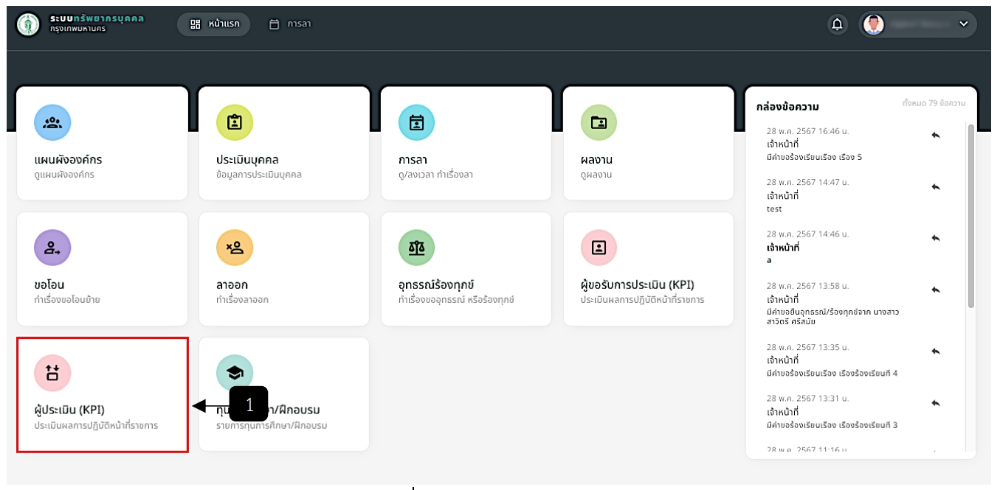 ระบบทรัพยากรบุคคล
กรุงเทพมหานคร
หน้าแรก
การลา
แผนผังองค์กร
ดูแผนผังองค์กร
ประเมินบุคคล
ข้อมูลการประเมินบุคคล
การลา
ดู/ลงเวลา ทำเรื่องลา
ผลงาน
ดูผลงาน
ขอโอน
ทำเรื่องขอโอนย้าย
ลาออก
ทำเรื่องลาออก
อุทธรณ์ร้องทุกข์
ทำเรื่องขออุทธรณ์ หรือร้องทุกข์
ผู้ขอรับการประเมิน (KPI)
ประเมินผลการปฏิบัติหน้าที่ราชการ
ผู้ประเมิน (KPI)
ประเมินผลการปฏิบัติหน้าที่ราชการ
1
/ฝึกอบรม
รายการทุนการศึกษา/ฝึกอบรม
กล่องข้อความ
ทั้งหมด 79 ข้อความ
28 พ.ค. 2567 16:46 น.
เจ้าหน้าที่
มีคำขอร้องเรียนเรื่อง เรื่อง 5
28 พ.ค. 2567 14:47 น.
เจ้าหน้าที่
test
28 พ.ค. 2567 14:46 น.
เจ้าหน้าที่
a
28 พ.ค. 2567 13:58 น.
เจ้าหน้าที่
มีคำขอยืนอุทธรณ์/ร้องทุกข์จาก นางสาว
สาวิตรี ศรีสมัย
28 พ.ค. 2567 13:35 น.
เจ้าหน้าที่
มีคำขอร้องเรียนเรื่อง เรื่องร้องเรียนที่ 4
28 พ.ค. 2567 13:31 น.
เจ้าหน้าที่
มีคำขอร้องเรียนเรื่อง เรื่องร้องเรียนที่ 3
28 พ.ค. 2567 11:16 น.